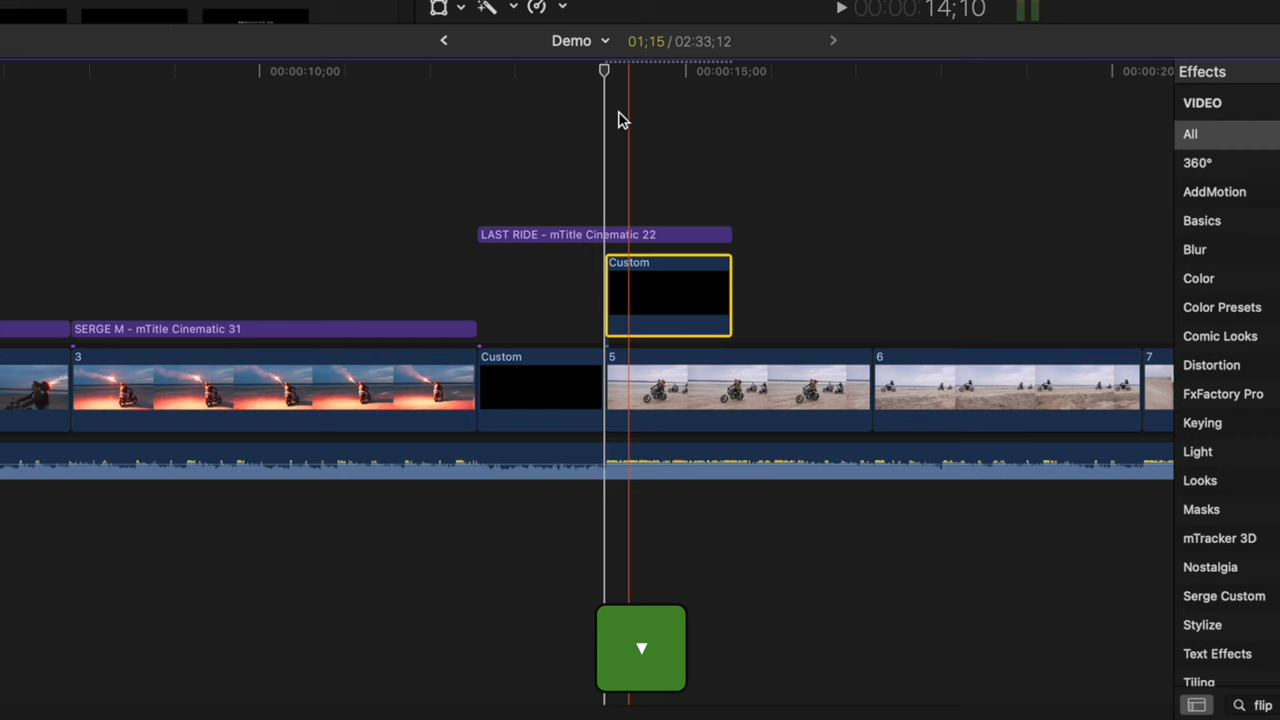 00:00:14;10
Demo 01;15 / 02:33;12
00:00:10;00
00:00:15;00
00:00:20
Effects
VIDEO
All
360°
AddMotion
Basics
Blur
Color
Color Presets
Comic Looks
Distortion
FxFactory Pro
Keying
Light
Looks
Masks
mTracker 3D
Nostalgia
Serge Custom
Stylize
Text Effects
Tiling
flip
LAST RIDE - mTitle Cinematic 22
Custom
SERGE M - mTitle Cinematic 31
3
Custom
5
6
7